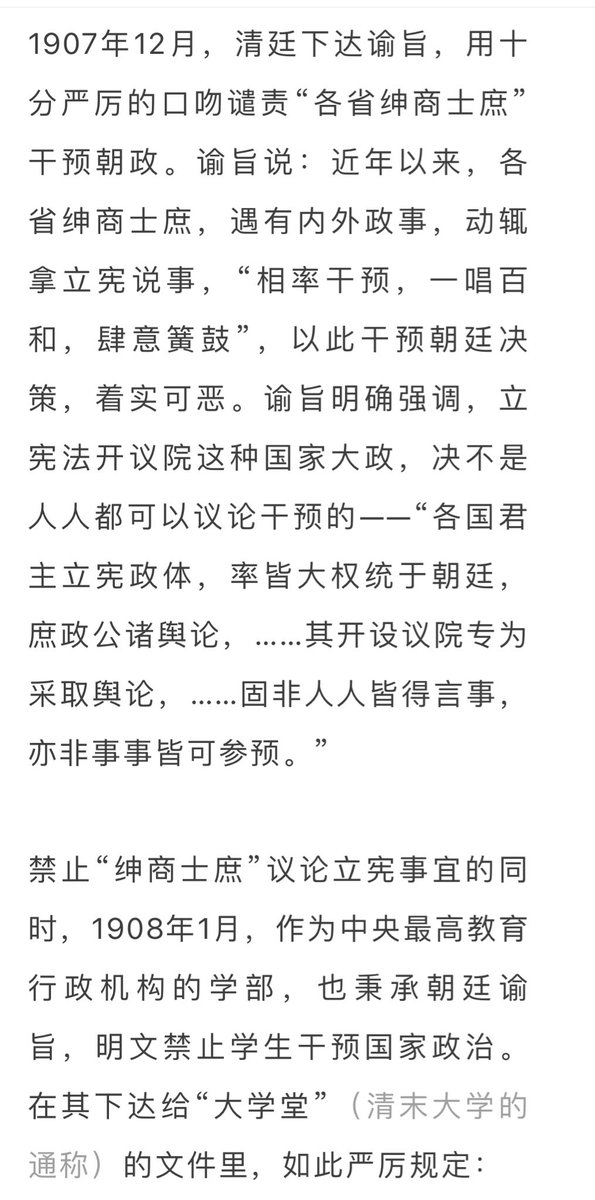 1907年12月，清廷下达谕旨，用十
分严厉的口吻谴责“各省绅商士庶”
干预朝政。谕旨说：近年以来，各
省绅商士庶，遇有内外政事，动辄
拿立宪说事，“相率干预，一唱百
和，肆意簧鼓”，以此干预朝廷决
策，着实可恶。谕旨明确强调，立
宪法开议院这种国家大政，决不是
人人都可以议论干预的——“各国君
主立宪政体，率皆大权统于朝廷，
庶政公诸舆论，……其开设议院专为
采取舆论，……固非人人皆得言事，
亦非事事皆可参预。”
禁止“绅商士庶”议论立宪事宜的同
时，1908年1月，作为中央最高教育
行政机构的学部，也秉承朝廷谕
旨，明文禁止学生干预国家政治。
在其下达给“大学堂”（清末大学的
通称）的文件里，如此严厉规定：